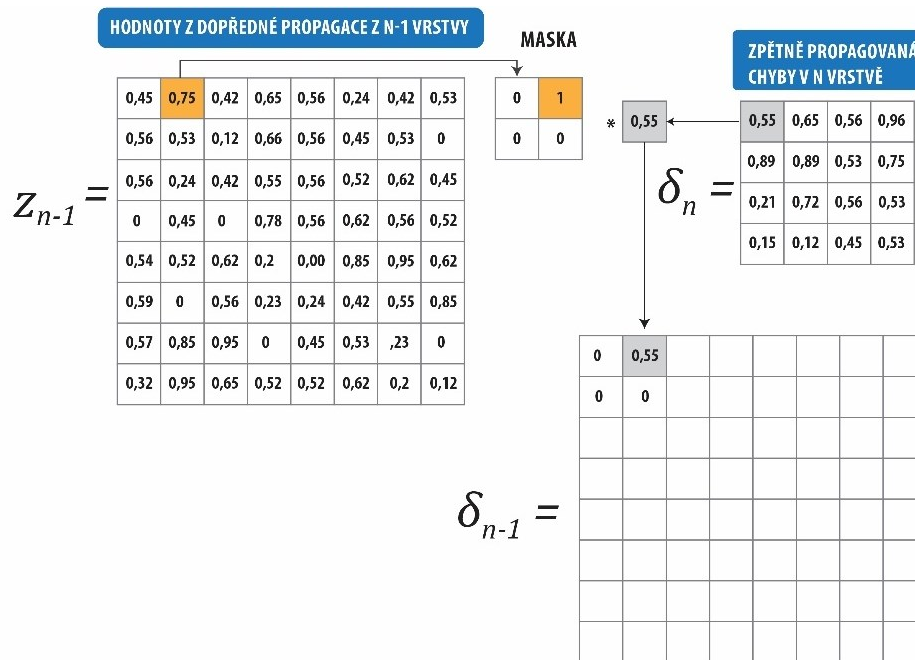 HODNOTY Z DOPŘEDNÉ PROPAGACE Z N-1 VRSTVY
MASKA
ZPĚTNĚ PROPAGOVANÁ
CHYBY V N VRSTVĚ
z n-1 =
0,45 0,75 0,42 0,65 0,56 0,24 0,42 0,53
0,56 0,53 0,12 0,66 0,56 0,45 0,53 0
0,56 0,24 0,42 0,55 0,56 0,52 0,62 0,45
0 0,45 0 0,78 0,56 0,62 0,56 0,52
0,54 0,52 0,62 0,2 0,00 0,85 0,95 0,62
0,59 0 0,56 0,23 0,24 0,42 0,55 0,85
0,57 0,85 0,95 0 0,45 0,53 ,23 0
0,32 0,95 0,65 0,52 0,52 0,62 0,2 0,12
0 1
0 0
* 0,55
δn =
0,55 0,65 0,56 0,96
0,89 0,89 0,53 0,75
0,21 0,72 0,56 0,53
0,15 0,12 0,45 0,53
δn-1 =
0 0,55
0 0